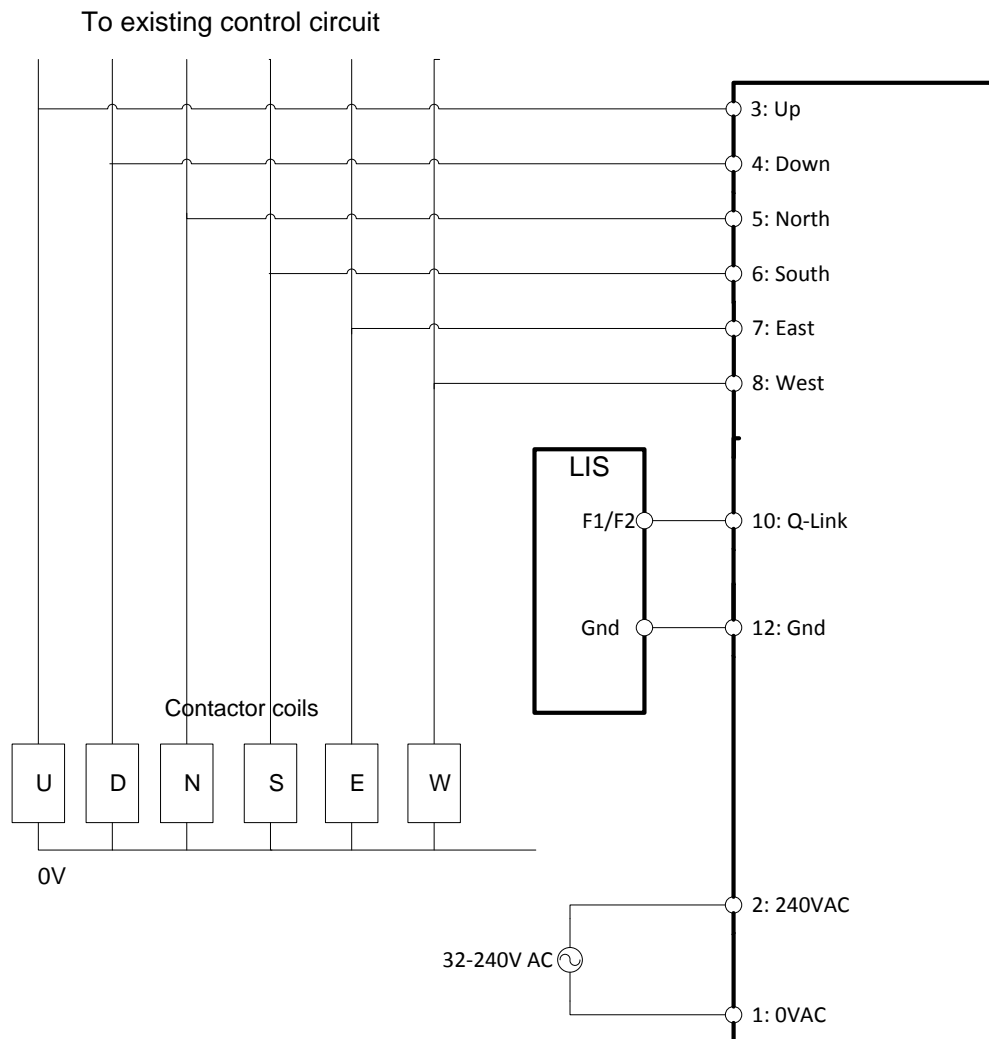 To existing control circuit
3: Up
4: Down
5: North
6: South
7: East
8: West
LIS
F1/F2
10: Q-Link
Gnd
12: Gnd
Contactor coils
U D N S E W
0V
2: 240VAC
32-240V AC
1: 0VAC